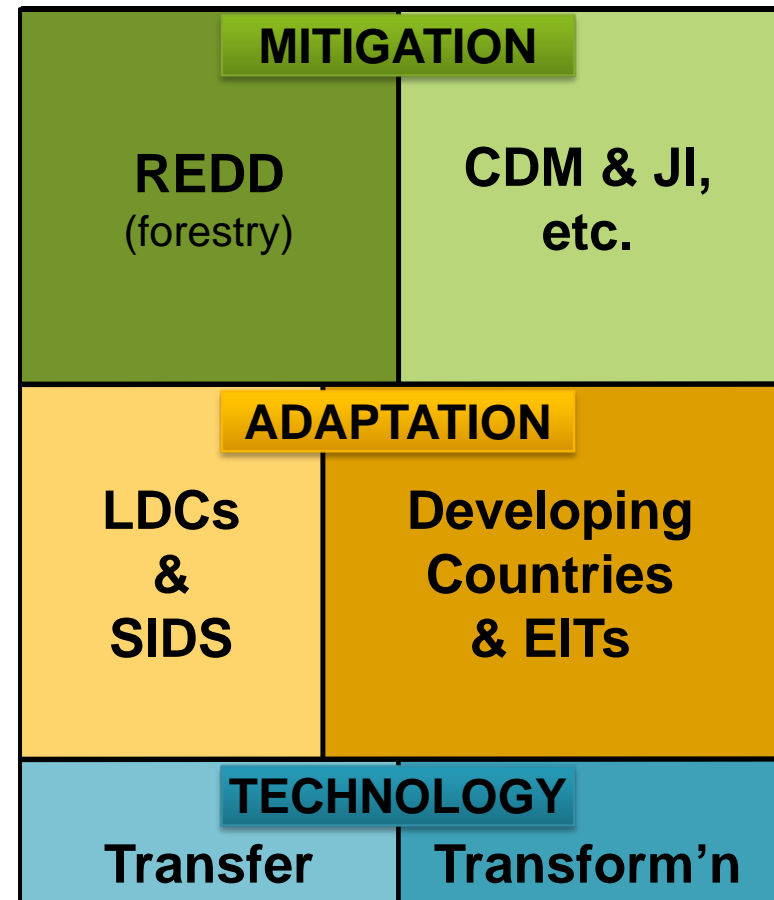 MITIGATION
REDD
(forestry)
CDM & JI,
etc.
ADAPTATION
LDCs
&
SIDS
Developing
Countries
& EITs
TECHNOLOGY
Transfer
Transform’n